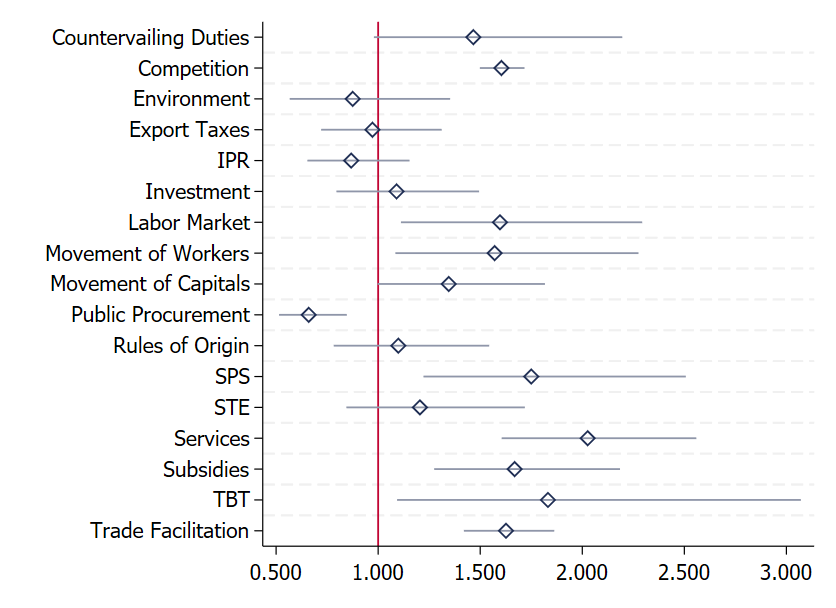 Countervailing Duties
Competition
Environment
Export Taxes
IPR
Investment
Labor Market
Movement of Workers
Movement of Capitals
Public Procurement
Rules of Origin
SPS
STE
Services
Subsidies
TBT
Trade Facilitation
0.500 1.000 1.500 2.000 2.500 3.000